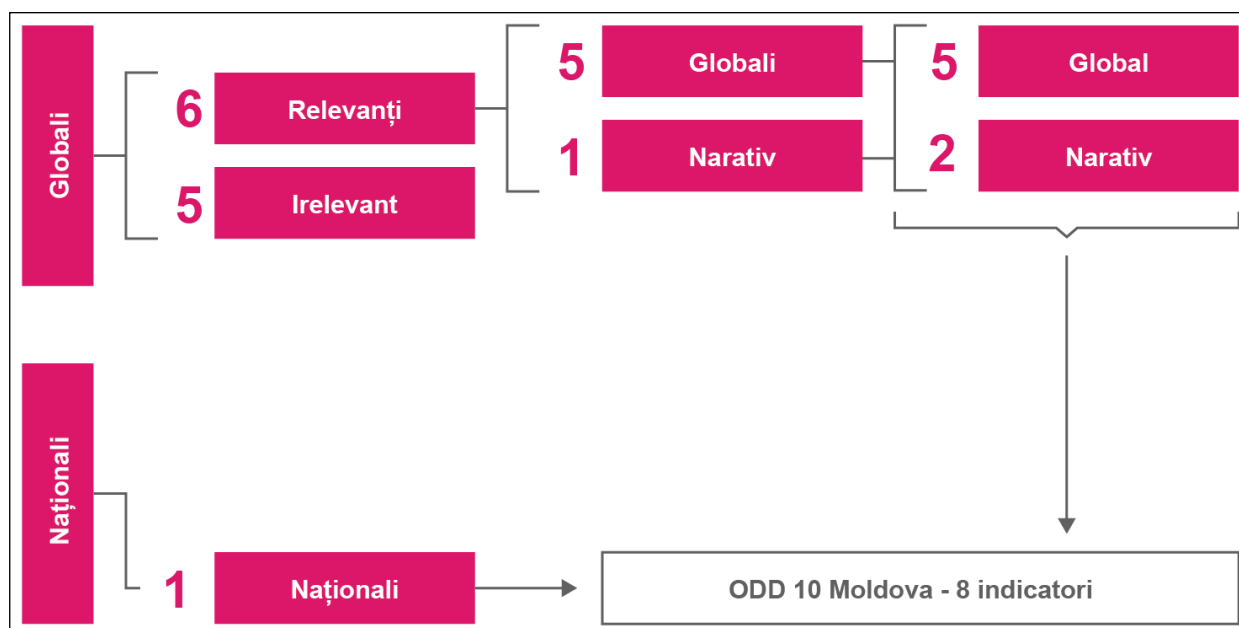 Globali
6
Relevanți
5
Irelevant
5
Globali
1
Narativ
5
Global
2
Narativ
Naționali
1
Naționali
ODD 10 Moldova - 8 indicatori